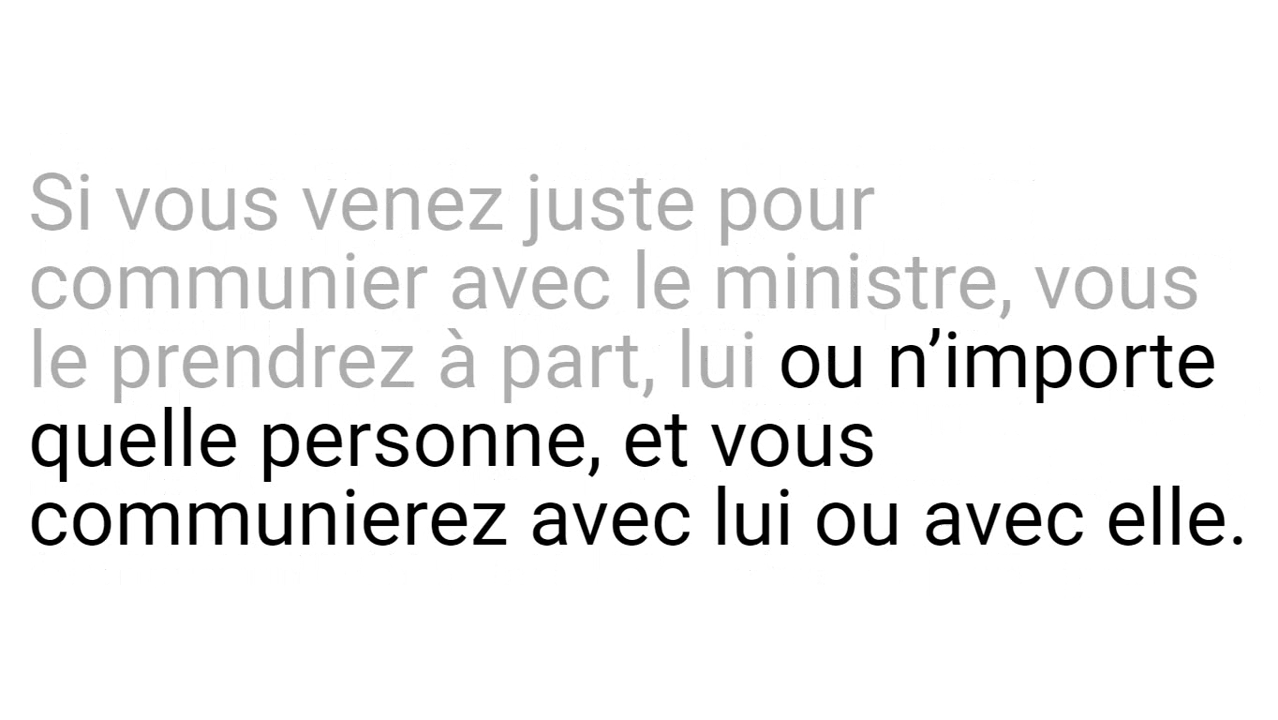 Si vous venez juste pour
communier avec le ministre, vous
le prendrez à part, lui ou n’importe
quelle personne, et vous
communierez avec lui ou avec elle.